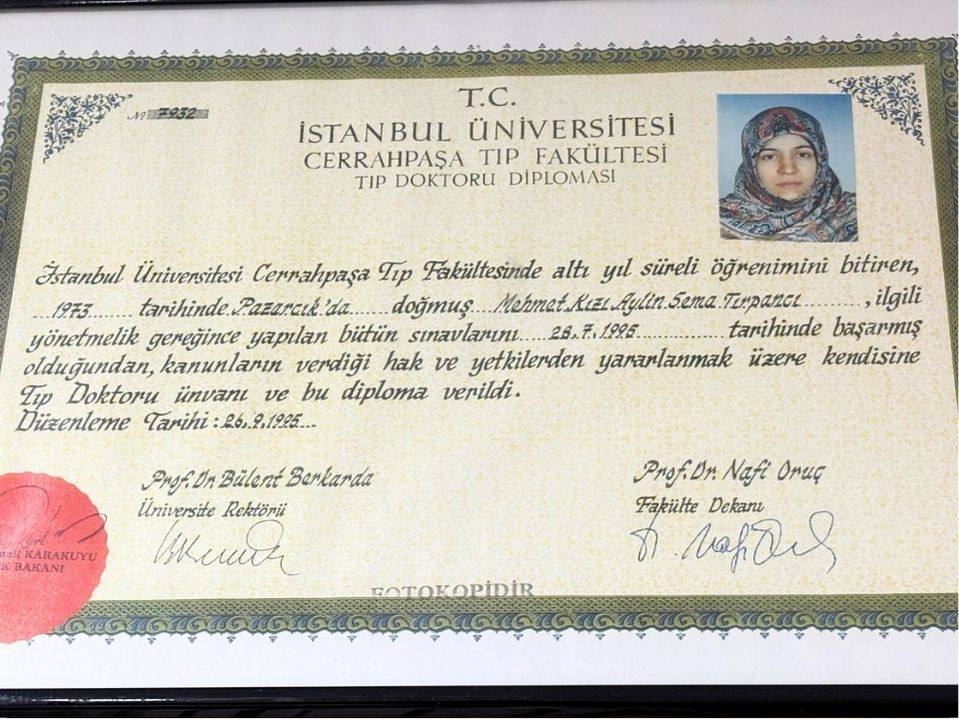 № 7932
T.C.
İSTANBUL ÜNİVERSİTESİ
CERRAHPAŞA TIP FAKÜLTESİ
TIP DOKTORU DİPLOMASI
İstanbul Üniversitesi Cerrahpaşa Tıp Fakültesinde altı yıl süreli öğrenimini bitiren,
1973 tarihinde Pazarcık'da doğmuş Mehmet Kızı Aylin Sema Tırpancı, ilgili
yönetmelik gereğince yapılan bütün sınavlarını 28.7.1995 tarihinde başarmış
olduğundan, kanunların verdiği hak ve yetkilerden yararlanmak üzere kendisine
Tıp Doktoru ünvanı ve bu diploma verildi.
Düzenleme Tarihi: 26.9.1995
Prof. Dr. Bülent Berkarda
Üniversite Rektörü
Prof. Dr. Nafi Oruç
Fakülte Dekanı
KARAKUYU
BAKANI
FOTOKOPİDİR